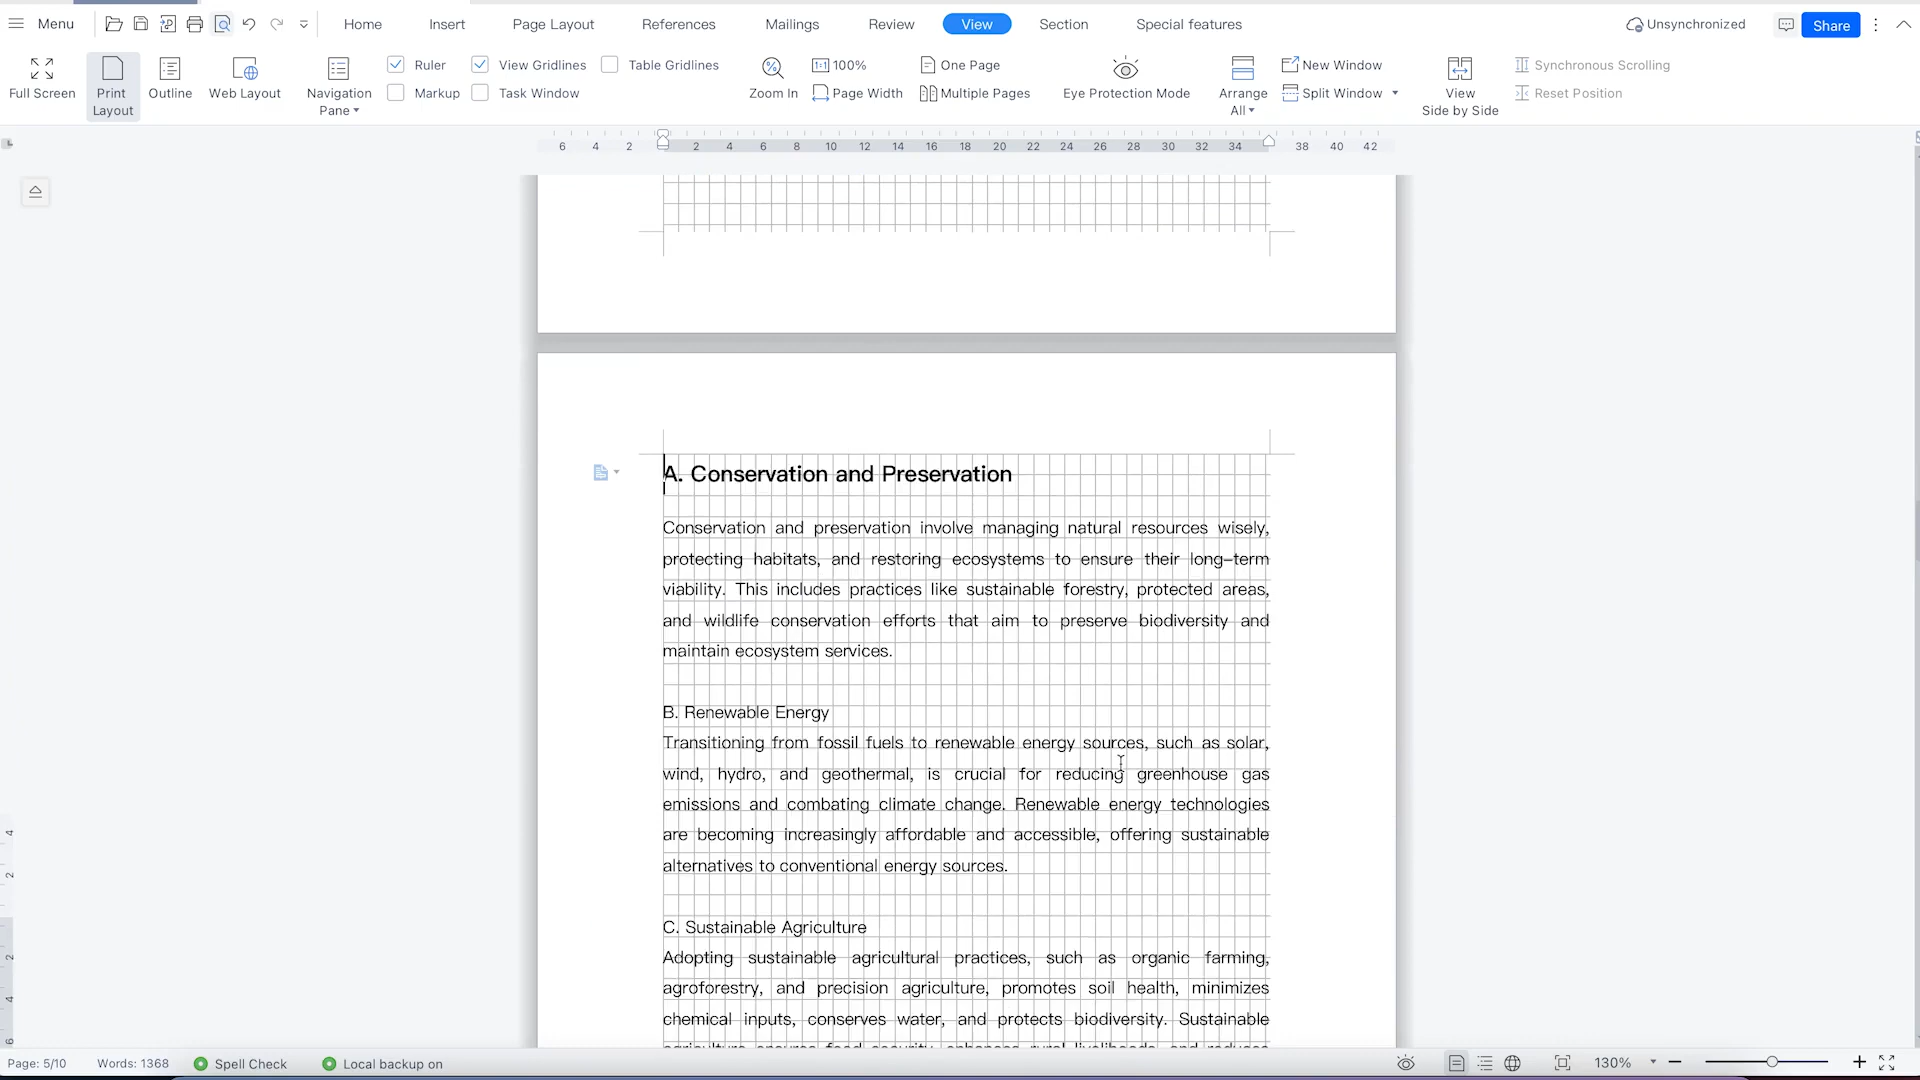 Menu Home Insert Page Layout References Mailings Review View Section Special features Unsynchronized Share
Full Screen
Print Layout
Outline
Web Layout
Navigation Pane
Ruler View Gridlines Table Gridlines
Markup Task Window
Zoom In
100%
Page Width
One Page
Multiple Pages
Eye Protection Mode
Arrange All
New Window
Split Window
View Side by Side
Synchronous Scrolling
Reset Position
6 4 2 2 4 6 8 10 12 14 16 18 20 22 24 26 28 30 32 34 38 40 42
A. Conservation and Preservation
Conservation and preservation involve managing natural resources wisely,
protecting habitats, and restoring ecosystems to ensure their long-term
viability. This includes practices like sustainable forestry, protected areas,
and wildlife conservation efforts that aim to preserve biodiversity and
maintain ecosystem services.
B. Renewable Energy
Transitioning from fossil fuels to renewable energy sources, such as solar,
wind, hydro, and geothermal, is crucial for reducing greenhouse gas
emissions and combating climate change. Renewable energy technologies
are becoming increasingly affordable and accessible, offering sustainable
alternatives to conventional energy sources.
C. Sustainable Agriculture
Adopting sustainable agricultural practices, such as organic farming,
agroforestry, and precision agriculture, promotes soil health, minimizes
chemical inputs, conserves water, and protects biodiversity. Sustainable
agriculture ensures food security, enhances rural livelihoods, and reduces
4
2
2
4
6
Page: 5/10 Words: 1368 Spell Check Local backup on 130%